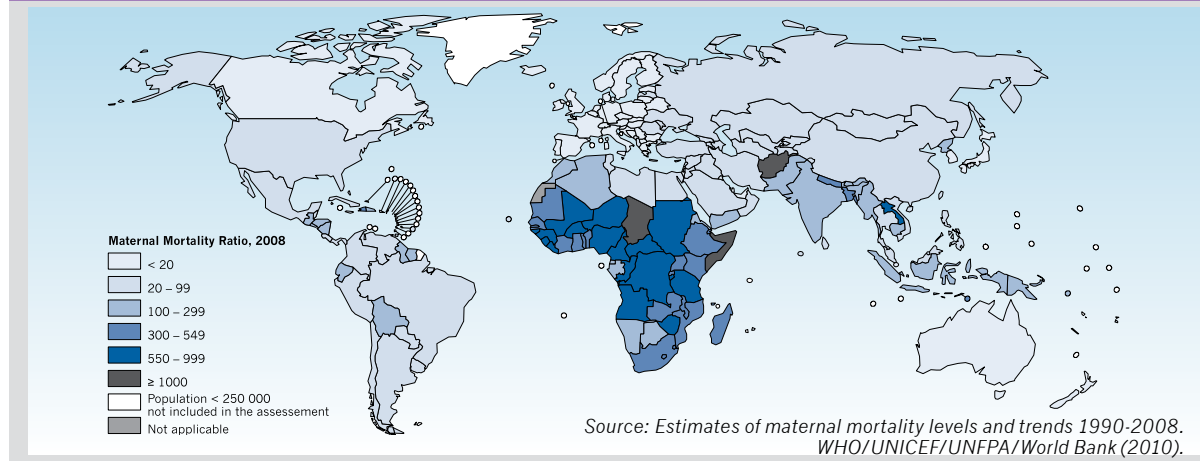 Maternal Mortality Ratio, 2008
< 20
20 – 99
100 – 299
300 – 549
550 – 999
≥ 1000
Population < 250 000
not included in the assessement
Not applicable
Source: Estimates of maternal mortality levels and trends 1990-2008.
WHO/UNICEF/UNFPA/World Bank (2010).